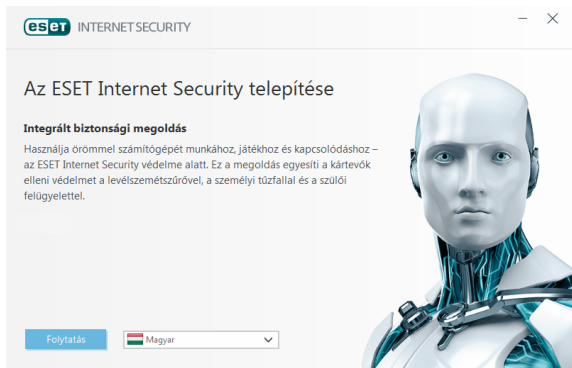 eset INTERNET SECURITY
Az ESET Internet Security telepítése
Integrált biztonsági megoldás
Használja örömmel számítógépét munkához, játékhoz és kapcsolódáshoz –
az ESET Internet Security védelme alatt. Ez a megoldás egyesíti a kártevők
elleni védelmet a levélszemétszűrővel, a személyi tűzfallal és a szülői
felügyelettel.
Folytatás
Magyar